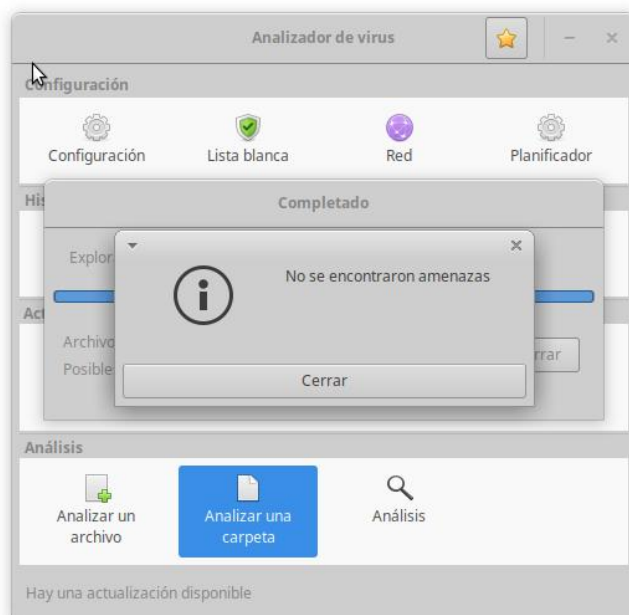 Analizador de virus
Configuración
Configuración
Lista blanca
Red
Planificador
Completado
No se encontraron amenazas
Cerrar
Análisis
Analizar un
archivo
Analizar una
carpeta
Análisis
Hay una actualización disponible